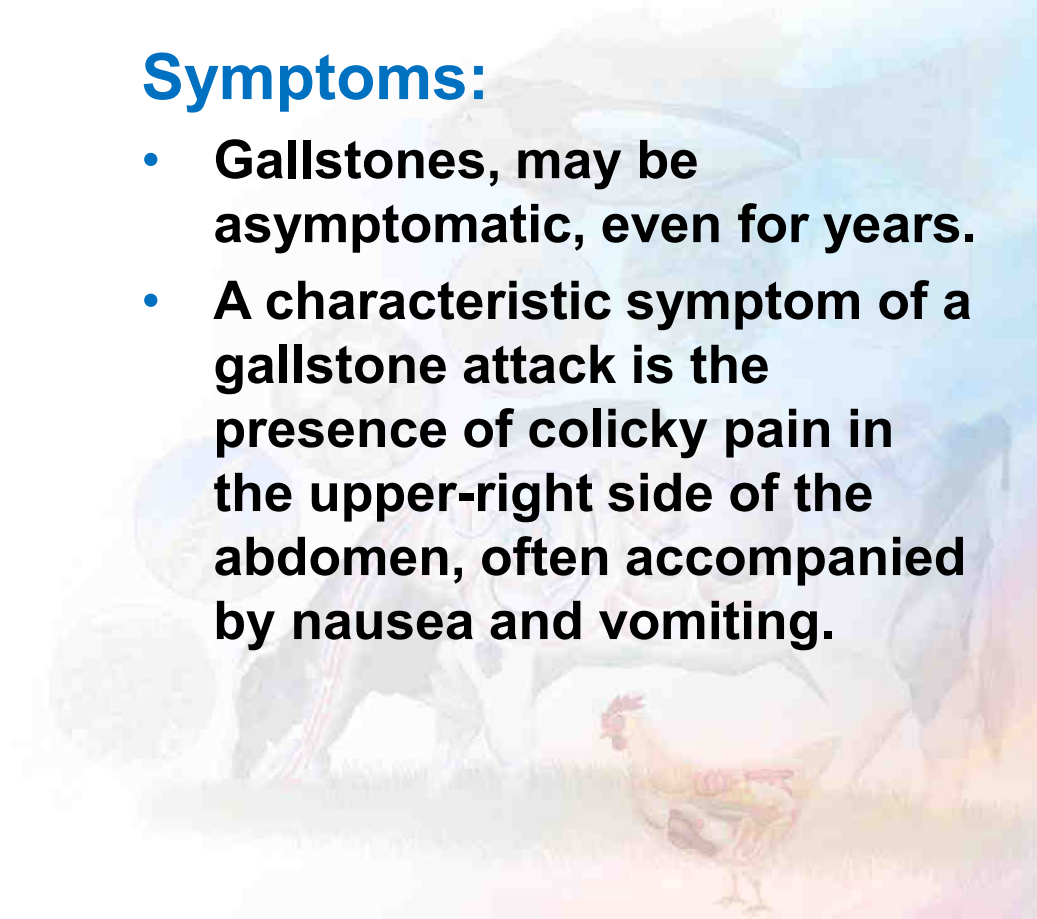 Symptoms:
• Gallstones, may be
asymptomatic, even for years.
• A characteristic symptom of a
gallstone attack is the
presence of colicky pain in
the upper-right side of the
abdomen, often accompanied
by nausea and vomiting.